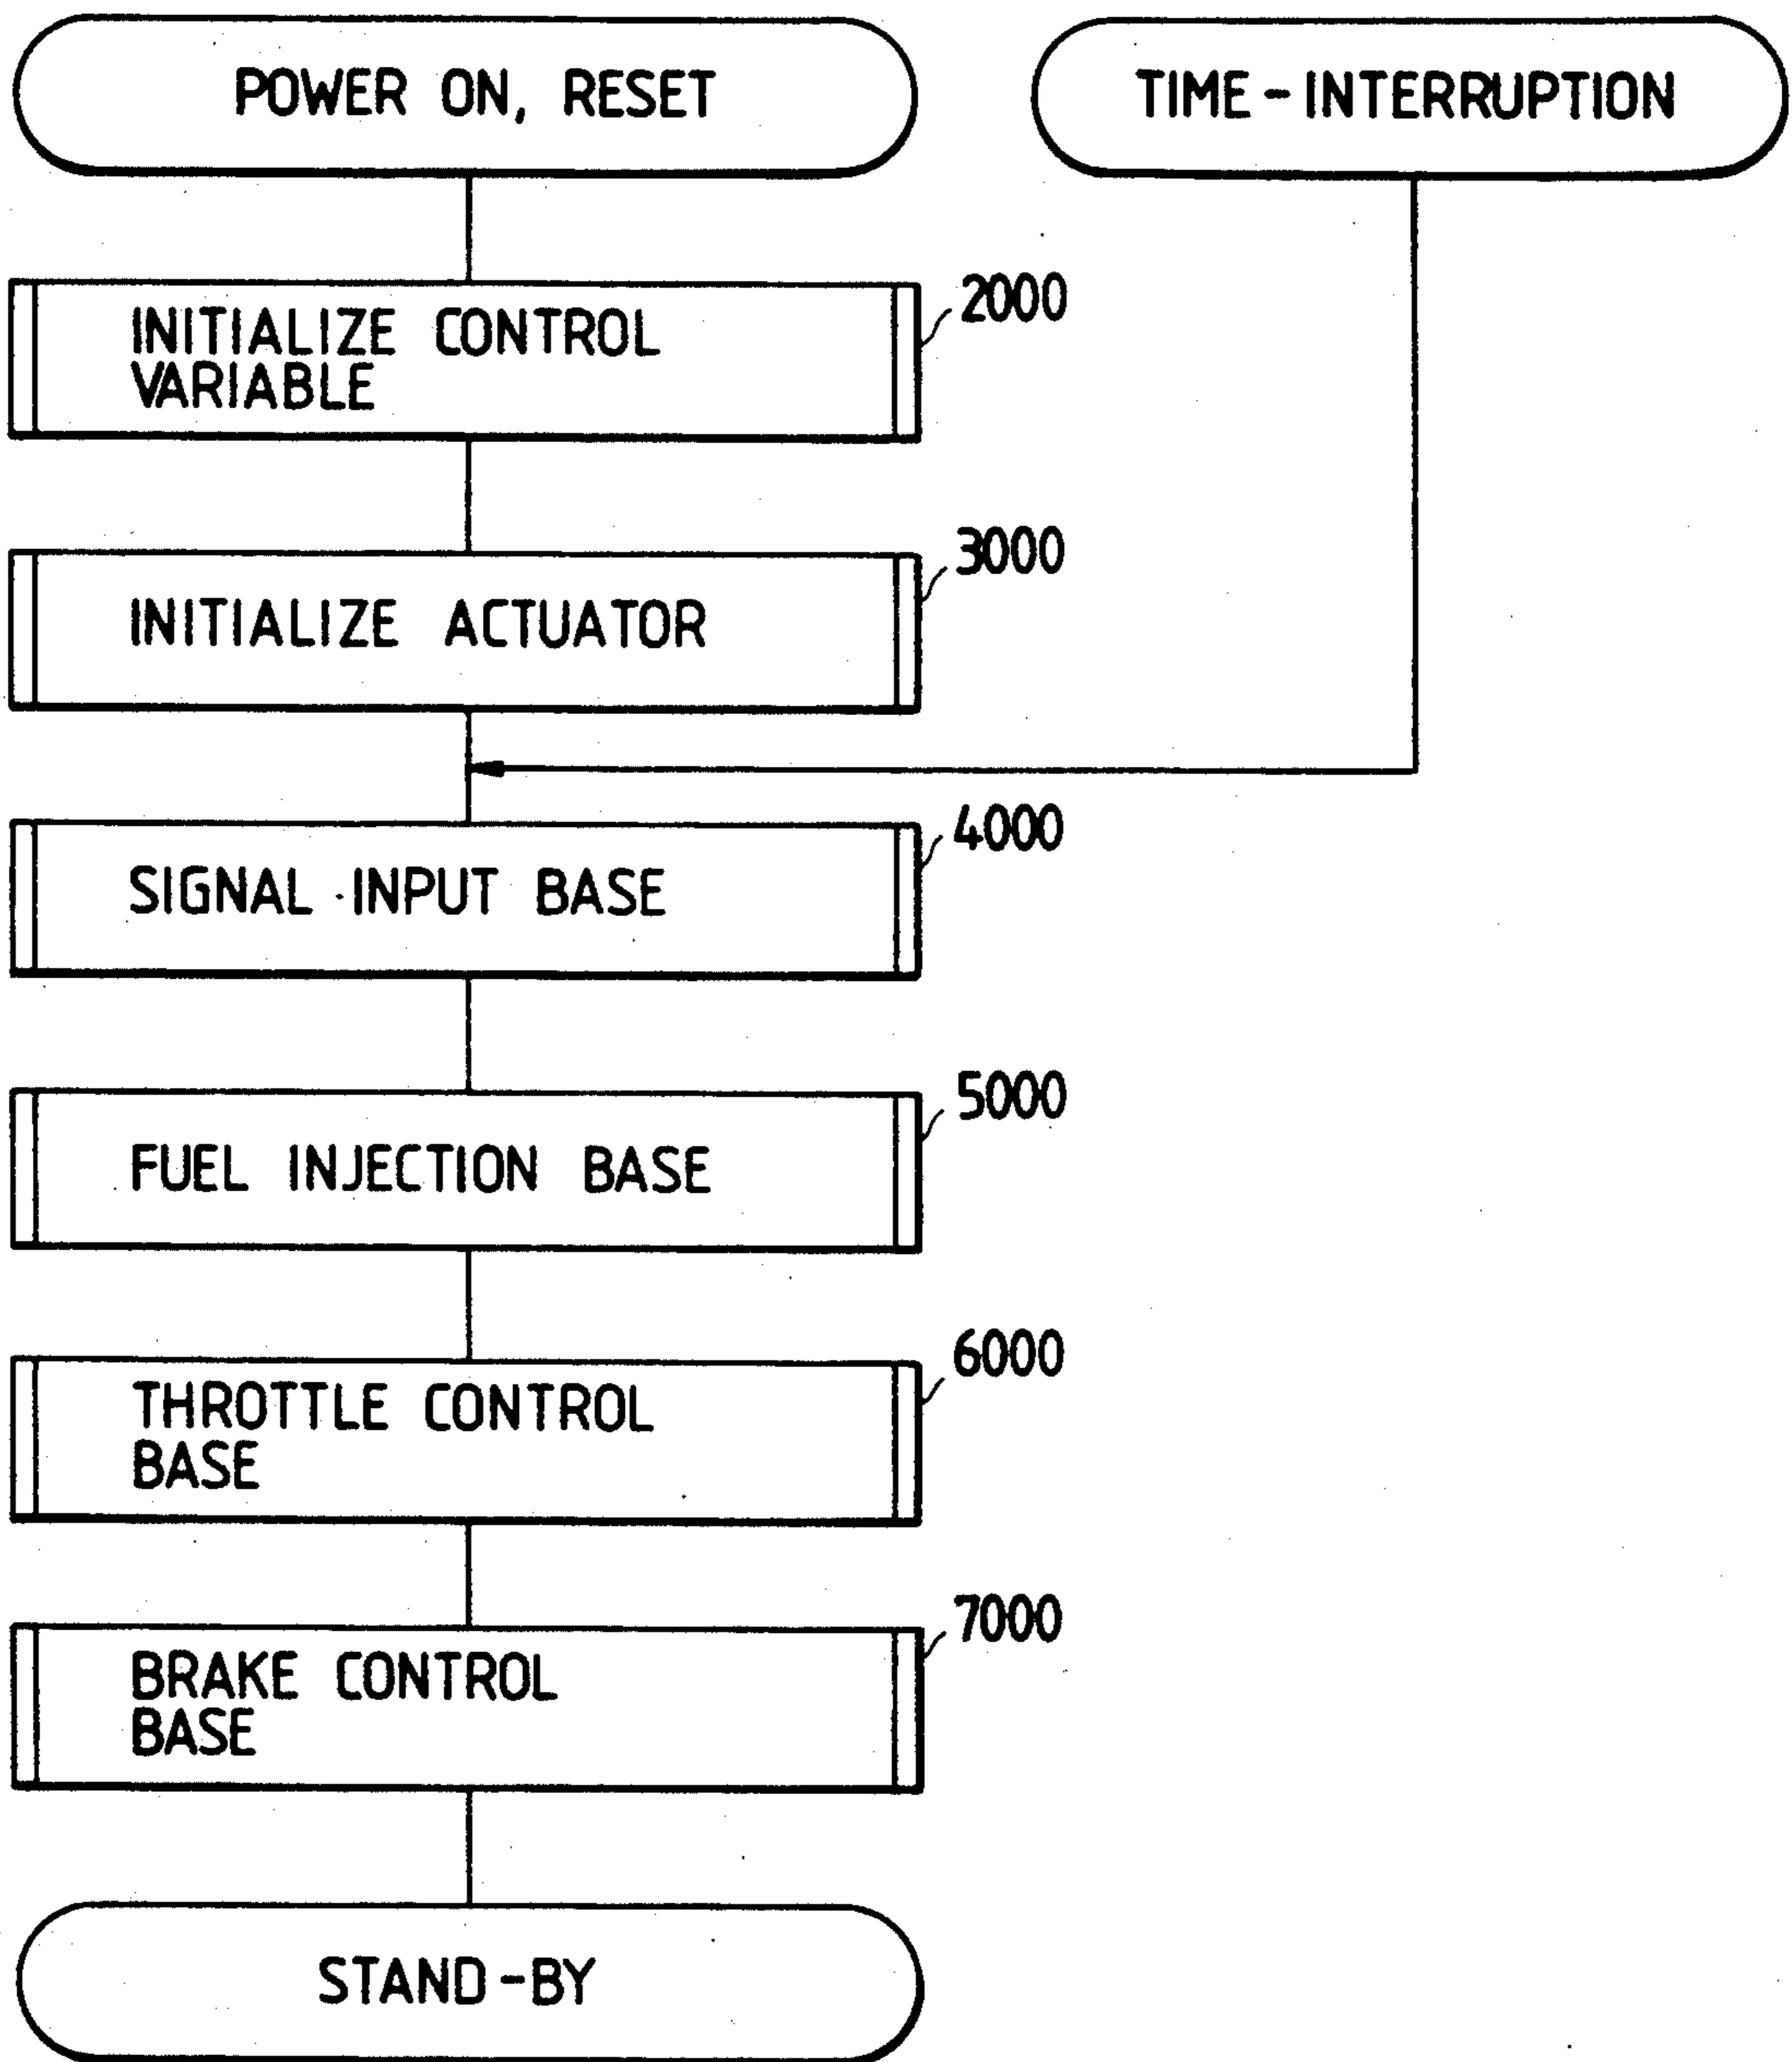 POWER ON, RESET
TIME-INTERRUPTION
2000
INITIALIZE CONTROL
VARIABLE
3000
INITIALIZE ACTUATOR
4000
SIGNAL INPUT BASE
5000
FUEL INJECTION BASE
6000
THROTTLE CONTROL
BASE
7000
BRAKE CONTROL
BASE
STAND-BY